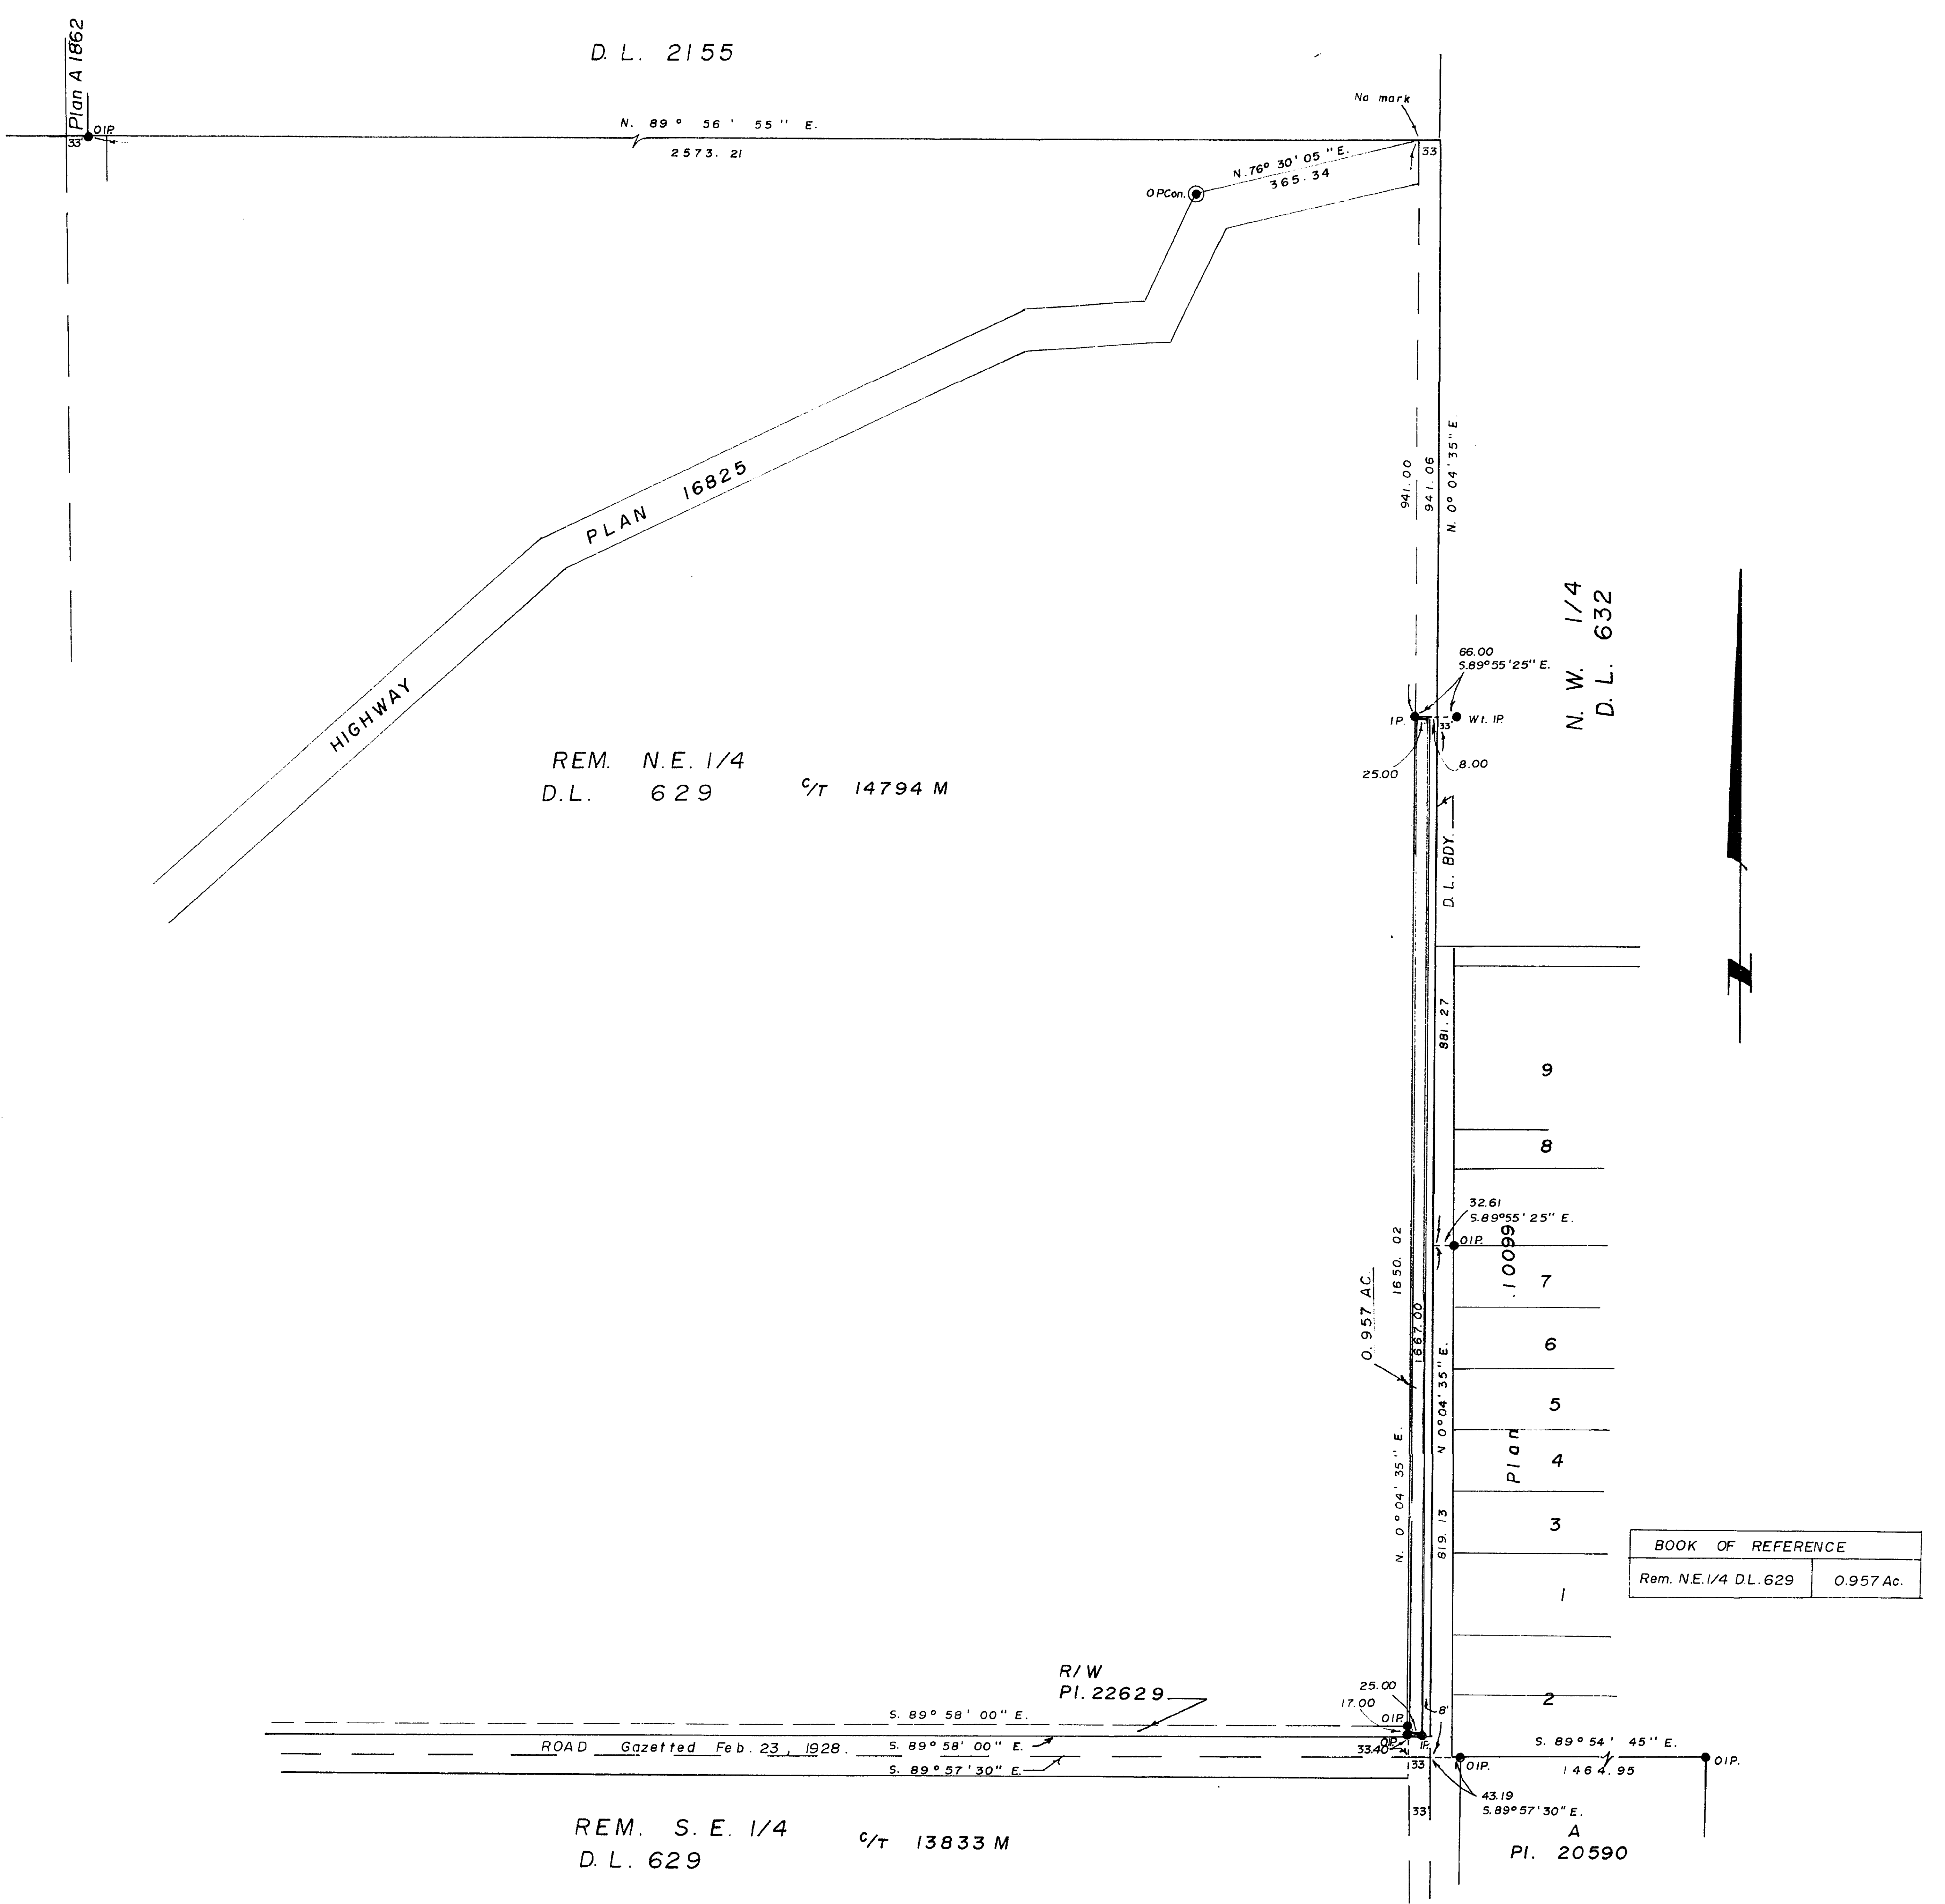 Plan A 1862
D. L. 2155
No mark
OIP.
33'
N. 89° 56' 55" E.
2573. 21
33
N. 76° 30' 05" E.
365.34
OPCon.
941.00
941.06
N. 0° 04' 35" E.
HIGHWAY PLAN 16825
N. W. 1/4
D. L. 632
66.00
S.89°55'25" E.
IP.
Wt. IP.
33'
25.00
8.00
REM. N.E. 1/4
D.L. 629
C/T 14794 M
D. L. BDY.
881.27
9
8
32.61
S.89°55'25" E.
OIP.
Plan 10099
7
6
5
4
3
1
2
1650.02
0.957 AC.
1667.00
N 0°04'35" E.
N. 0° 04' 35" E.
819.13
BOOK OF REFERENCE
Rem. N.E.1/4 D.L.629 0.957 Ac.
R/W
Pl. 22629
25.00
17.00
8'
OIP.
S. 89° 58' 00" E.
OIP.
IP.
33.40
ROAD Gazetted Feb. 23, 1928.
S. 89° 58' 00" E.
S. 89° 57' 30" E.
33
OIP.
S. 89° 54' 45" E.
1464.95
OIP.
43.19
S.89°57'30" E.
33'
A
Pl. 20590
REM. S. E. 1/4
D. L. 629
C/T 13833 M
N